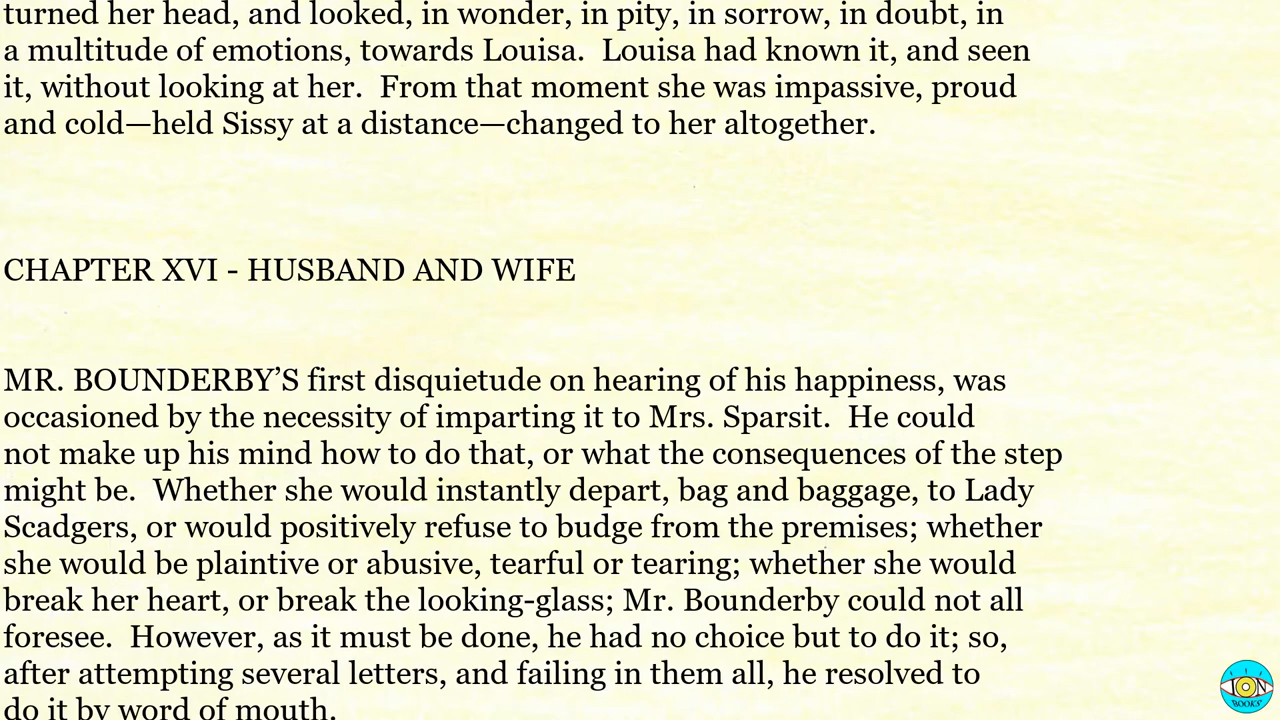 turned her head, and looked, in wonder, in pity, in sorrow, in doubt, in
a multitude of emotions, towards Louisa.  Louisa had known it, and seen
it, without looking at her.  From that moment she was impassive, proud
and cold—held Sissy at a distance—changed to her altogether.
CHAPTER XVI - HUSBAND AND WIFE
MR. BOUNDERBY’S first disquietude on hearing of his happiness, was
occasioned by the necessity of imparting it to Mrs. Sparsit.  He could
not make up his mind how to do that, or what the consequences of the step
might be.  Whether she would instantly depart, bag and baggage, to Lady
Scadgers, or would positively refuse to budge from the premises; whether
she would be plaintive or abusive, tearful or tearing; whether she would
break her heart, or break the looking-glass; Mr. Bounderby could not all
foresee.  However, as it must be done, he had no choice but to do it; so,
after attempting several letters, and failing in them all, he resolved to
do it by word of mouth.
ION
BOOKS